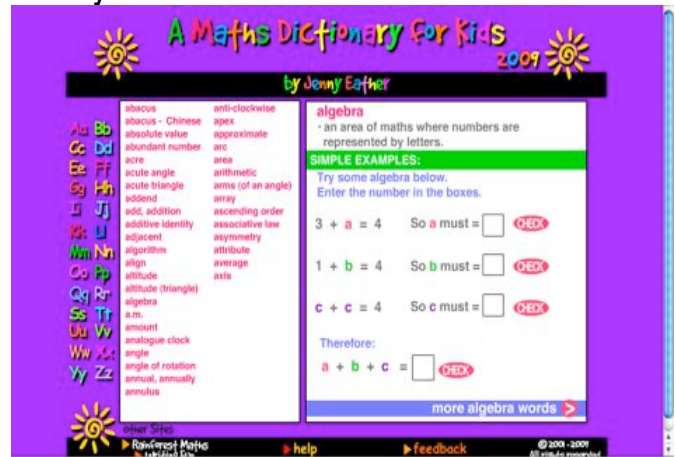 A Maths Dictionary for Kids
2009
by Jenny Eather
Aa Bb
Cc Dd
Ee Ff
Gg Hh
Ii Jj
Kk Ll
Mm Nn
Oo Pp
Qq Rr
Ss Tt
Uu Vv
Ww Xx
Yy Zz
abacus
abacus - Chinese
absolute value
abundant number
acre
acute angle
acute triangle
addend
add, addition
additive identity
adjacent
algorithm
align
altitude
altitude (triangle)
algebra
a.m.
amount
analogue clock
angle
angle of rotation
annual, annually
annulus
anti-clockwise
apex
approximate
arc
area
arithmetic
arms (of an angle)
array
ascending order
associative law
asymmetry
attribute
average
axis
algebra
· an area of maths where numbers are
represented by letters.
SIMPLE EXAMPLES:
Try some algebra below.
Enter the number in the boxes.
3 + a = 4 So a must = CHECK
1 + b = 4 So b must = CHECK
c + c = 4 So c must = CHECK
Therefore:
a + b + c = CHECK
more algebra words >
other Sites
Rainforest Maths
help
feedback
© 2001 - 2009
All rights reserved